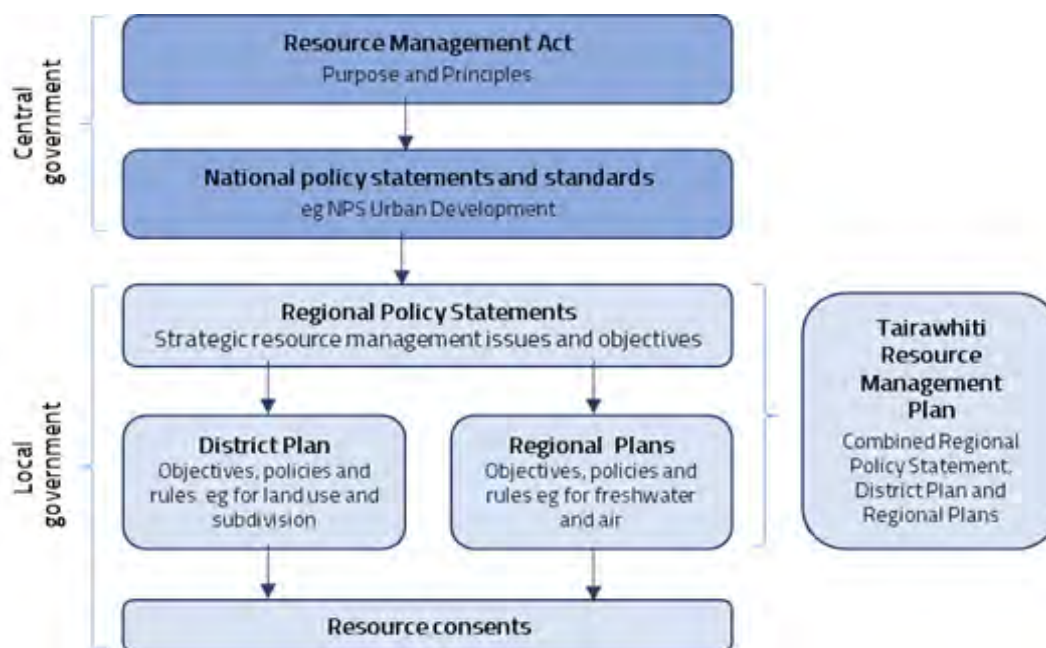 Central
government
Resource Management Act
Purpose and Principles
National policy statements and standards
eg NPS Urban Development
Local
government
Regional Policy Statements
Strategic resource management issues and objectives
District Plan
Objectives, policies and
rules. eg for land use and
subdivision
Regional Plans
Objectives, policies and
rules eg for freshwater
and air
Resource consents
Tairawhiti
Resource
Management
Plan
Combined Regional
Policy Statement,
District Plan and
Regional Plans